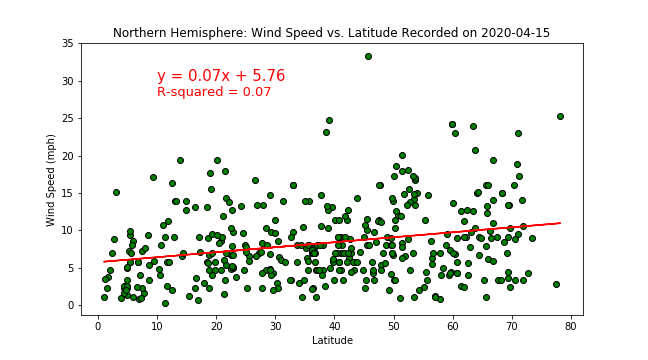 Northern Hemisphere: Wind Speed vs. Latitude Recorded on 2020-04-15
35
30
25
20
15
10
5
0
Wind Speed (mph)
y = 0.07x + 5.76
R-squared = 0.07
0 10 20 30 40 50 60 70 80
Latitude